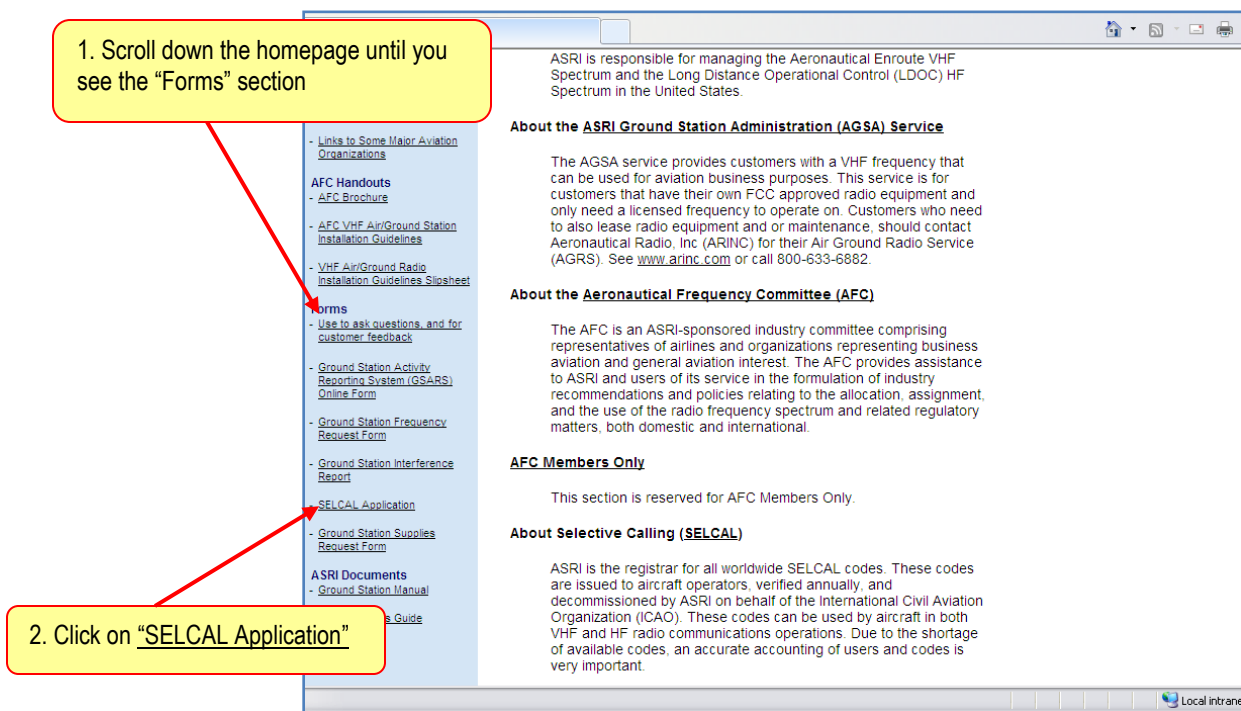 1. Scroll down the homepage until you
see the “Forms” section
- Links to Some Major Aviation
Organizations
AFC Handouts
- AFC Brochure
- AFC VHF Air/Ground Station
Installation Guidelines
- VHF Air/Ground Radio
Installation Guidelines Slipsheet
Forms
- Use to ask questions, and for
customer feedback
- Ground Station Activity
Reporting System (GSARS)
Online Form
- Ground Station Frequency
Request Form
- Ground Station Interference
Report
- SELCAL Application
- Ground Station Supplies
Request Form
ASRI Documents
- Ground Station Manual
Guide
2. Click on “SELCAL Application”
ASRI is responsible for managing the Aeronautical Enroute VHF
Spectrum and the Long Distance Operational Control (LDOC) HF
Spectrum in the United States.
About the ASRI Ground Station Administration (AGSA) Service
The AGSA service provides customers with a VHF frequency that
can be used for aviation business purposes. This service is for
customers that have their own FCC approved radio equipment and
only need a licensed frequency to operate on. Customers who need
to also lease radio equipment and or maintenance, should contact
Aeronautical Radio, Inc (ARINC) for their Air Ground Radio Service
(AGRS). See www.arinc.com or call 800-633-6882.
About the Aeronautical Frequency Committee (AFC)
The AFC is an ASRI-sponsored industry committee comprising
representatives of airlines and organizations representing business
aviation and general aviation interest. The AFC provides assistance
to ASRI and users of its service in the formulation of industry
recommendations and policies relating to the allocation, assignment,
and the use of the radio frequency spectrum and related regulatory
matters, both domestic and international.
AFC Members Only
This section is reserved for AFC Members Only.
About Selective Calling (SELCAL)
ASRI is the registrar for all worldwide SELCAL codes. These codes
are issued to aircraft operators, verified annually, and
decommissioned by ASRI on behalf of the International Civil Aviation
Organization (ICAO). These codes can be used by aircraft in both
VHF and HF radio communications operations. Due to the shortage
of available codes, an accurate accounting of users and codes is
very important.
Local intrane